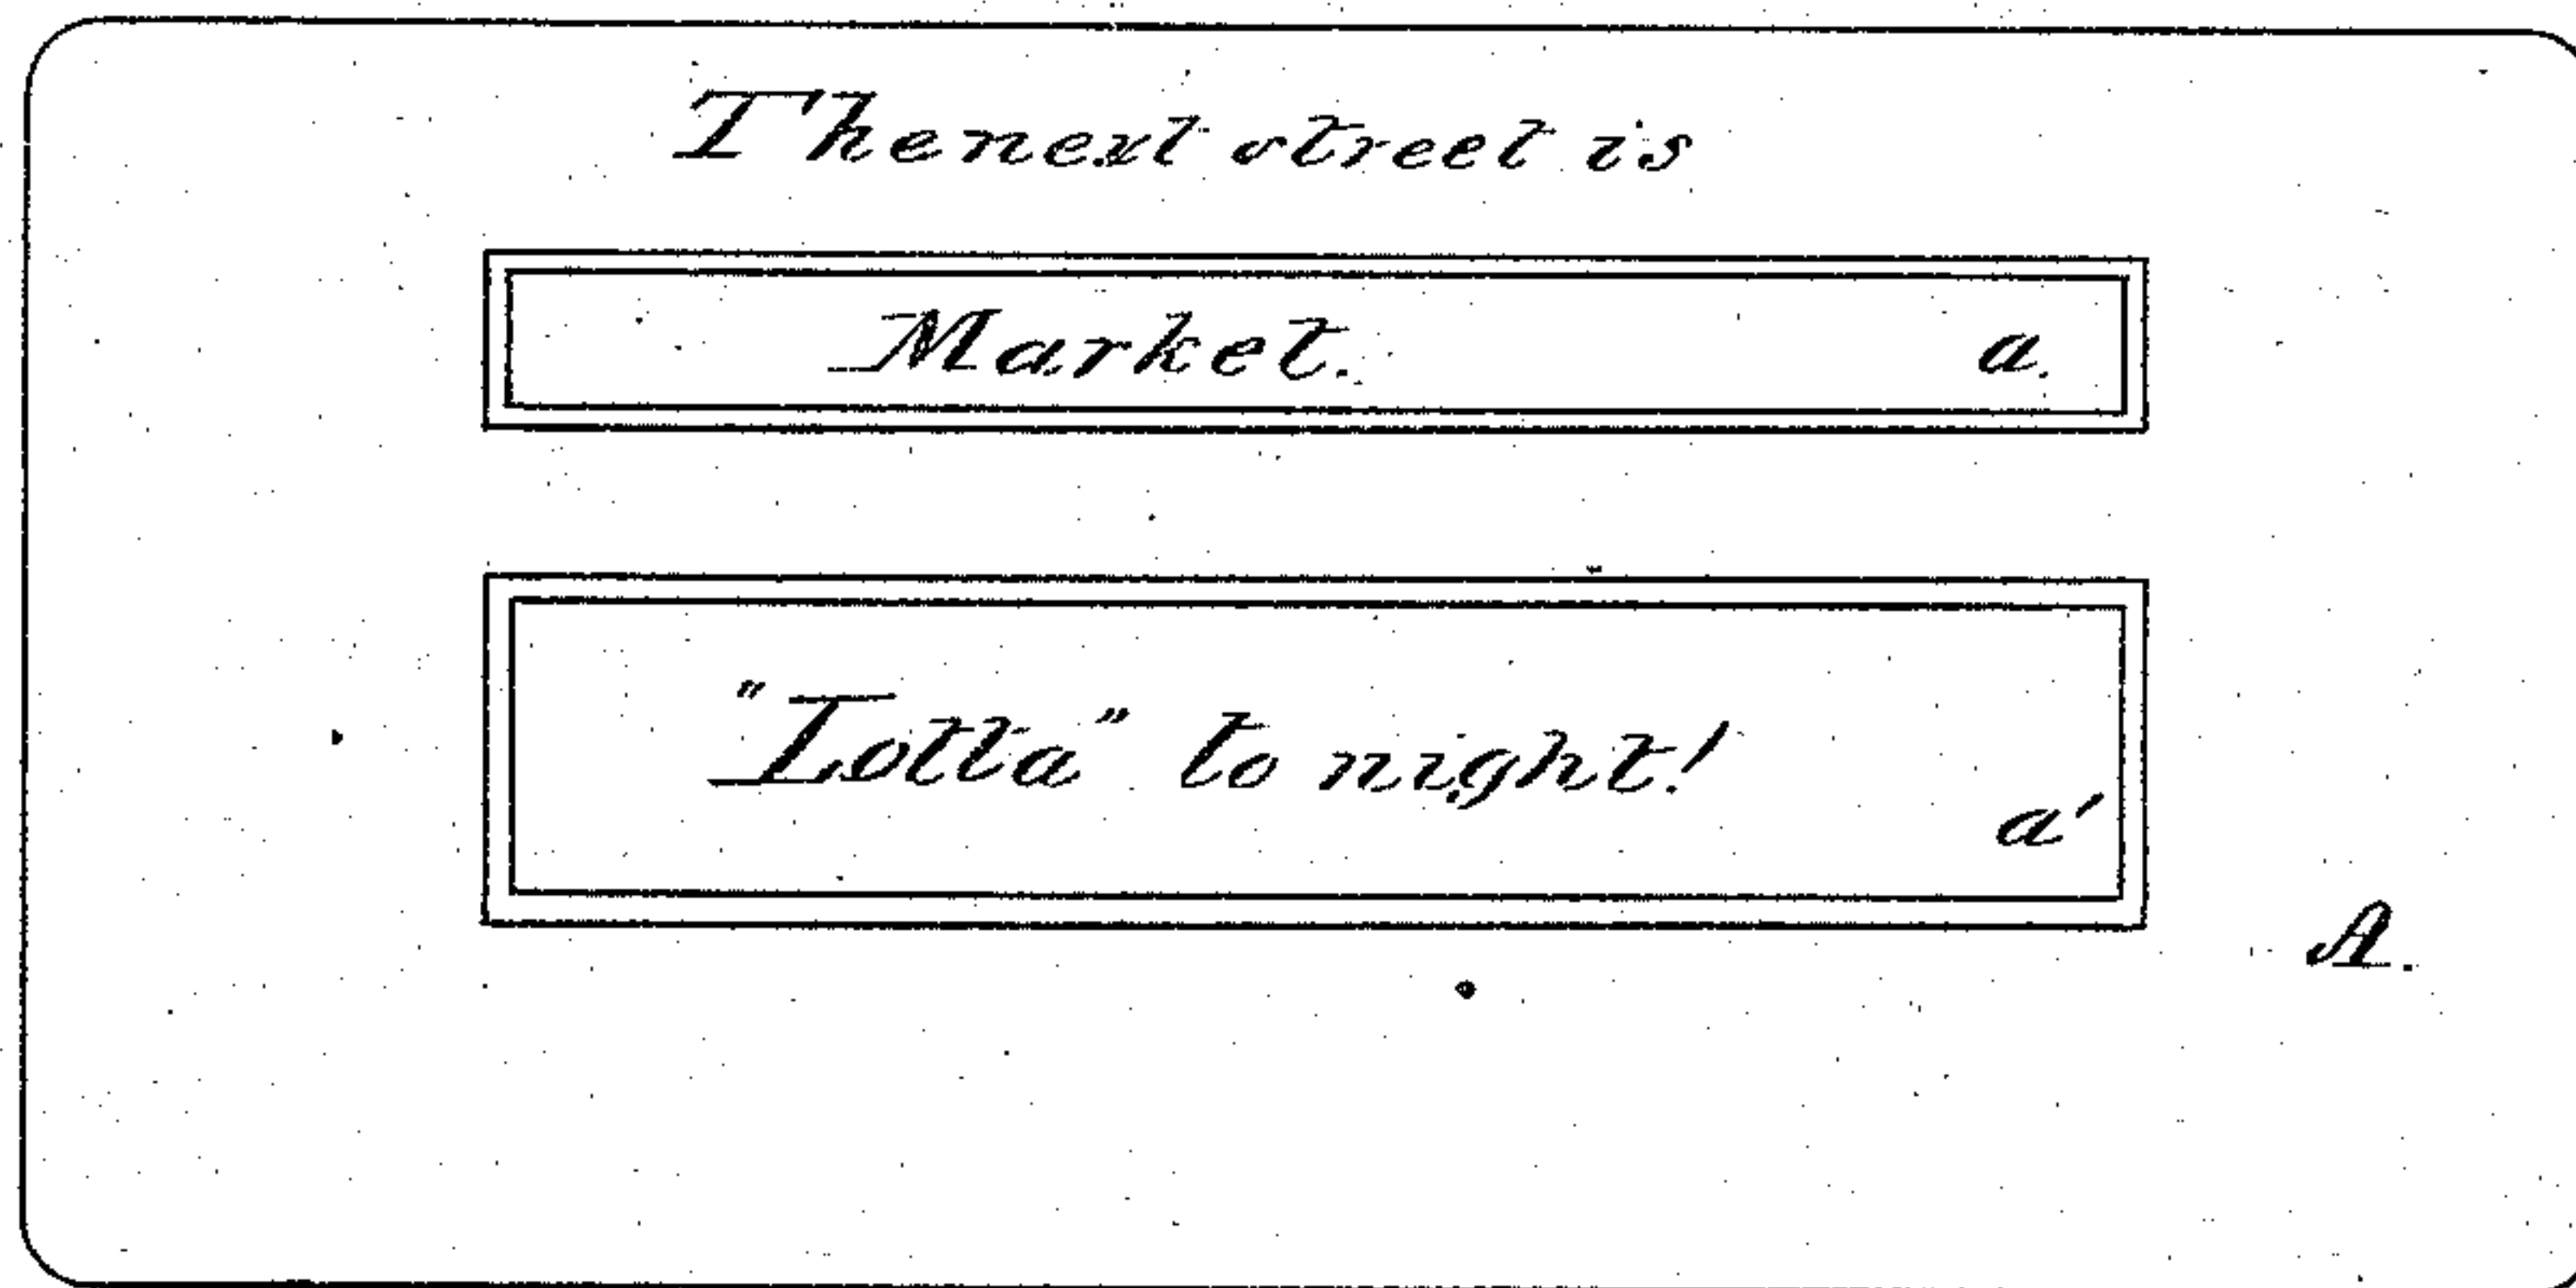 The next street is
Market. a.
"Lotta" to night!
a'
A.